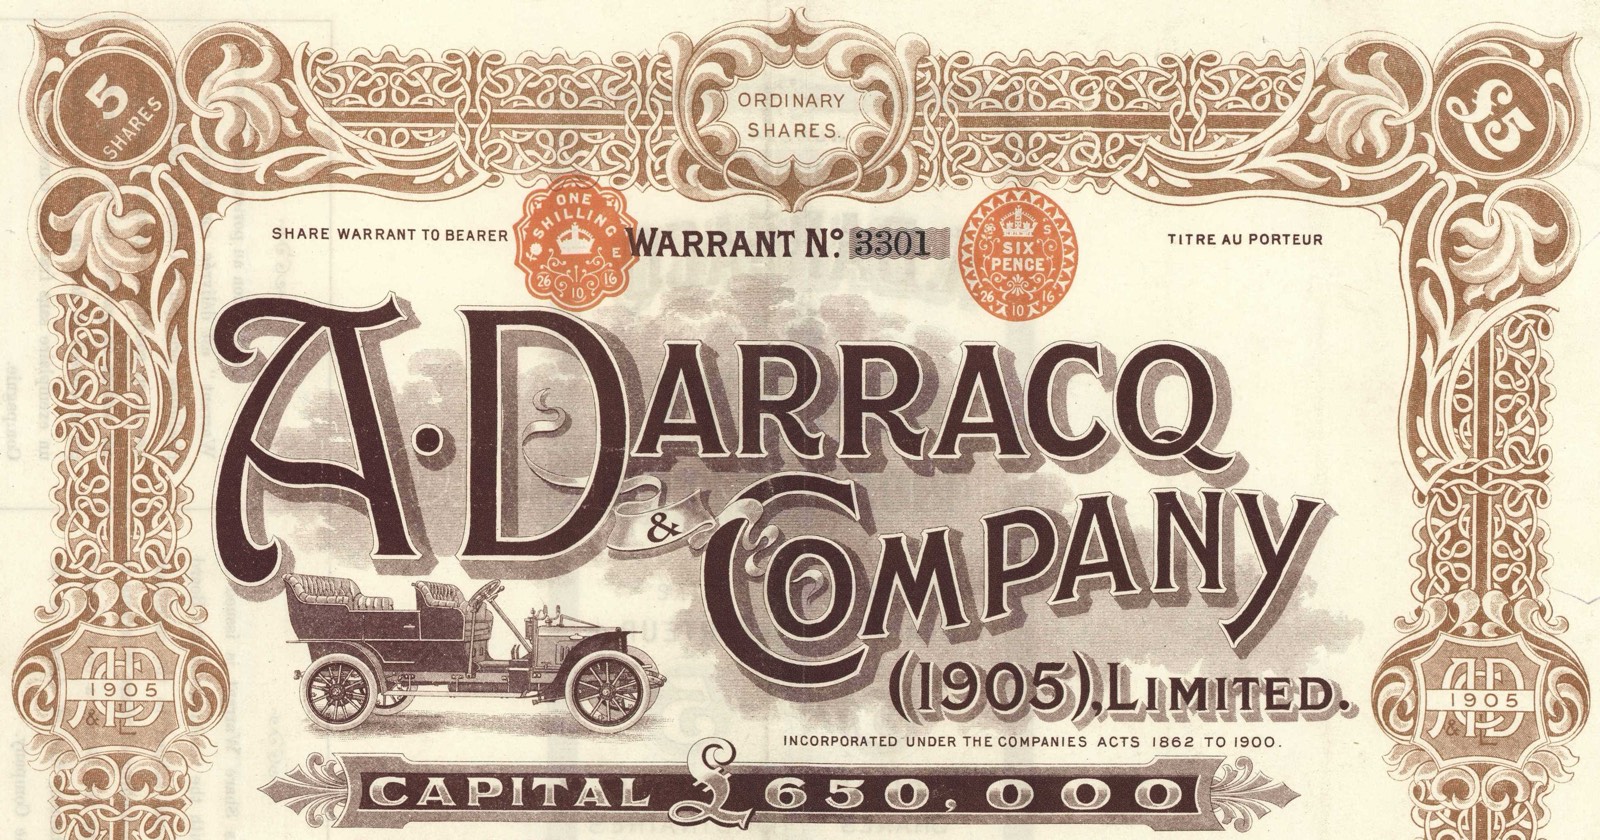 ORDINARY
SHARES.
5
SHARES
£5
SHARE WARRANT TO BEARER
ONE
SHILLING
26
10
16
WARRANT Nº 3301
SIX
PENCE
26
10
16
TITRE AU PORTEUR
A. DARRACQ
& COMPANY
(1905), LIMITED.
INCORPORATED UNDER THE COMPANIES ACTS 1862 TO 1900.
1905
1905
CAPITAL £650,000